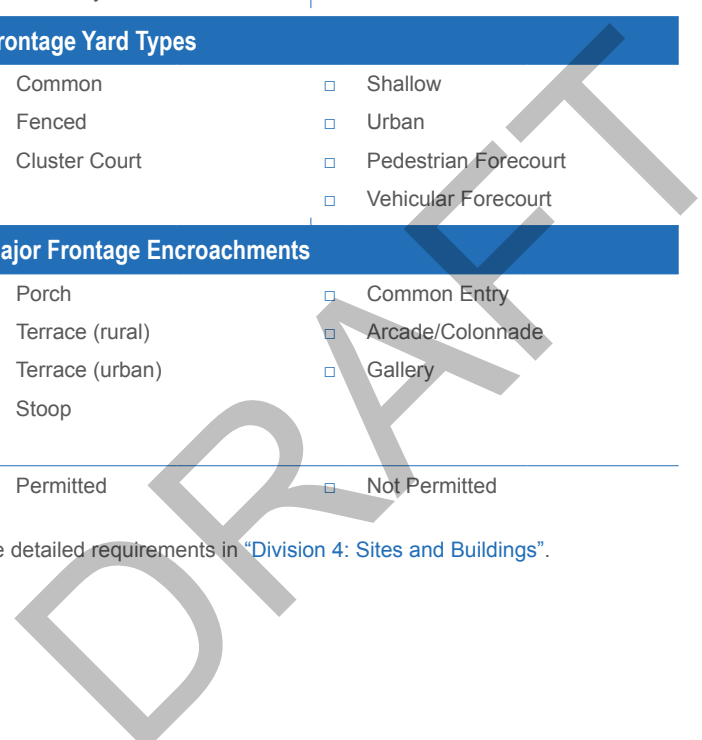 rontage Yard Types
Common □ Shallow
Fenced □ Urban
Cluster Court □ Pedestrian Forecourt
□ Vehicular Forecourt
ajor Frontage Encroachments
Porch □ Common Entry
Terrace (rural) □ Arcade/Colonnade
Terrace (urban) □ Gallery
Stoop
Permitted □ Not Permitted
e detailed requirements in “Division 4: Sites and Buildings”.
DRAFT